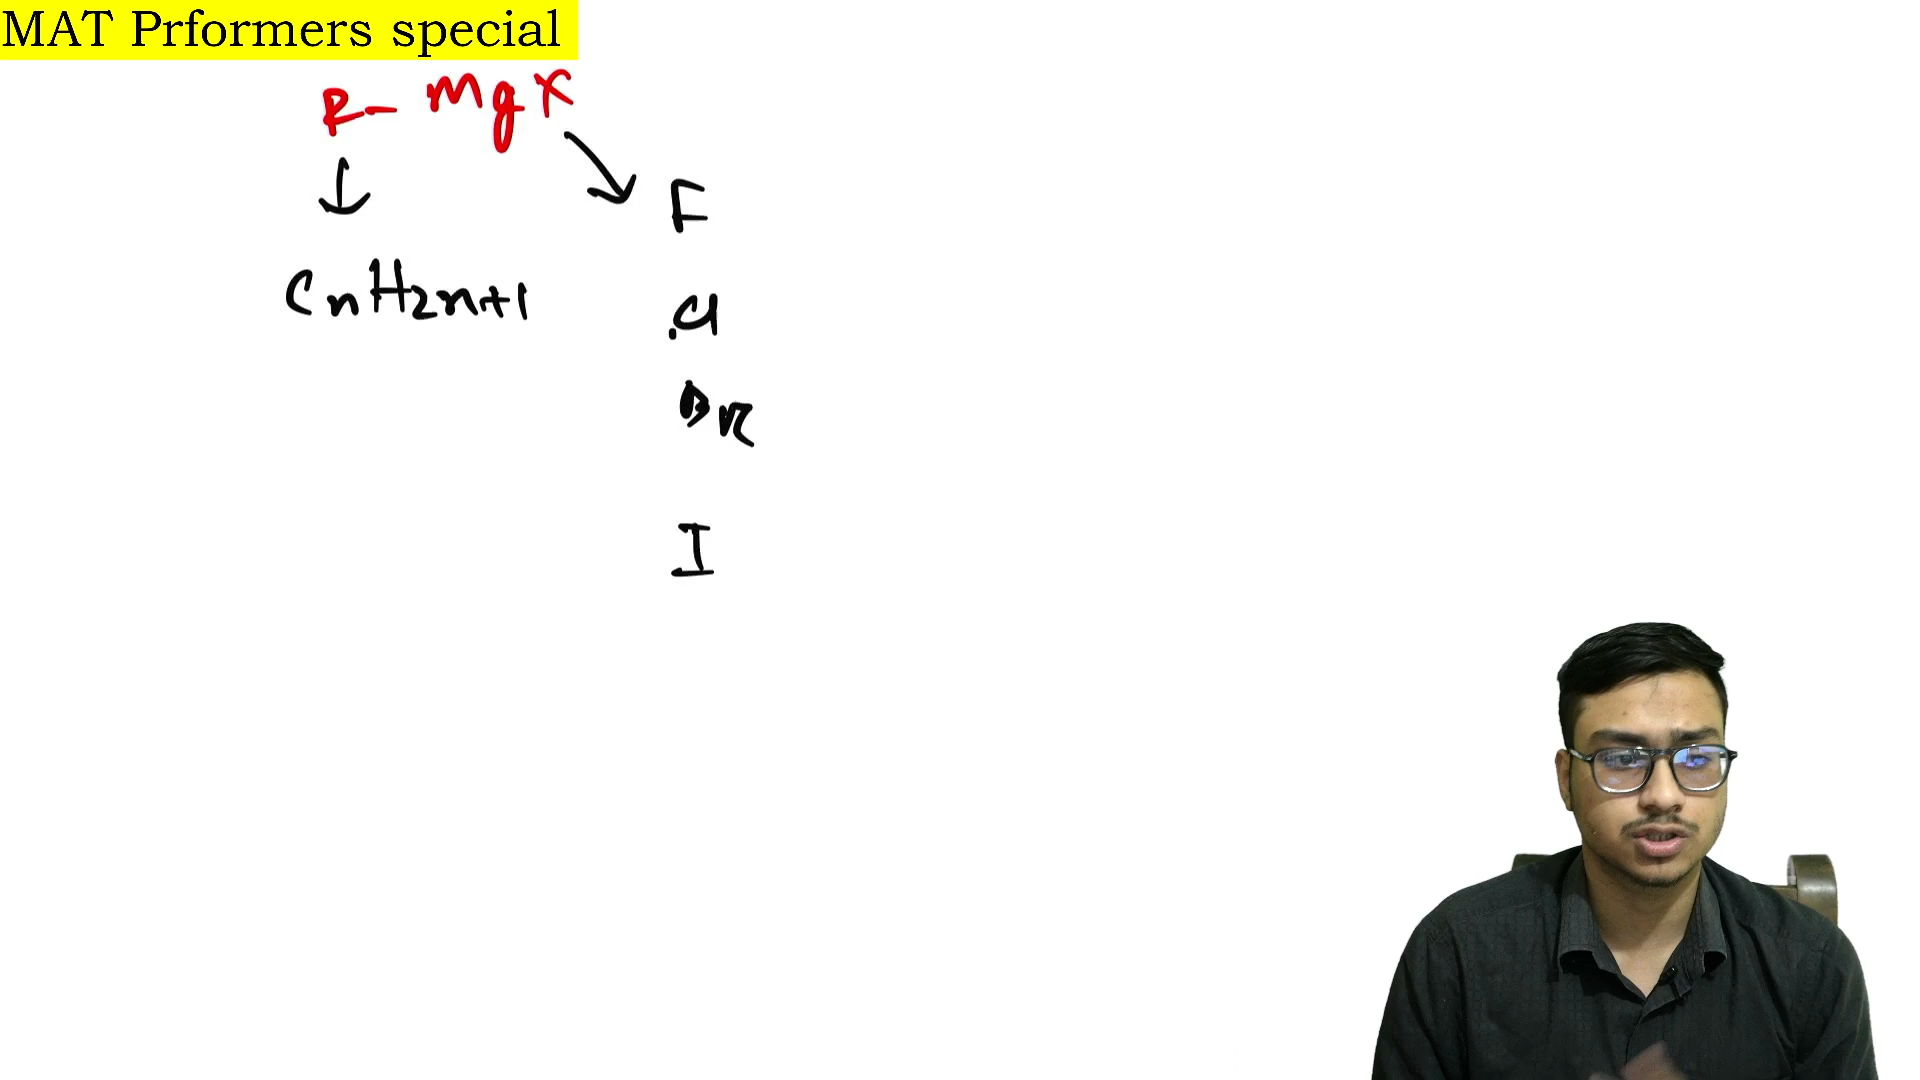 MAT Prformers special
R- MgX
F
CnH2n+1
Cl
Br
I